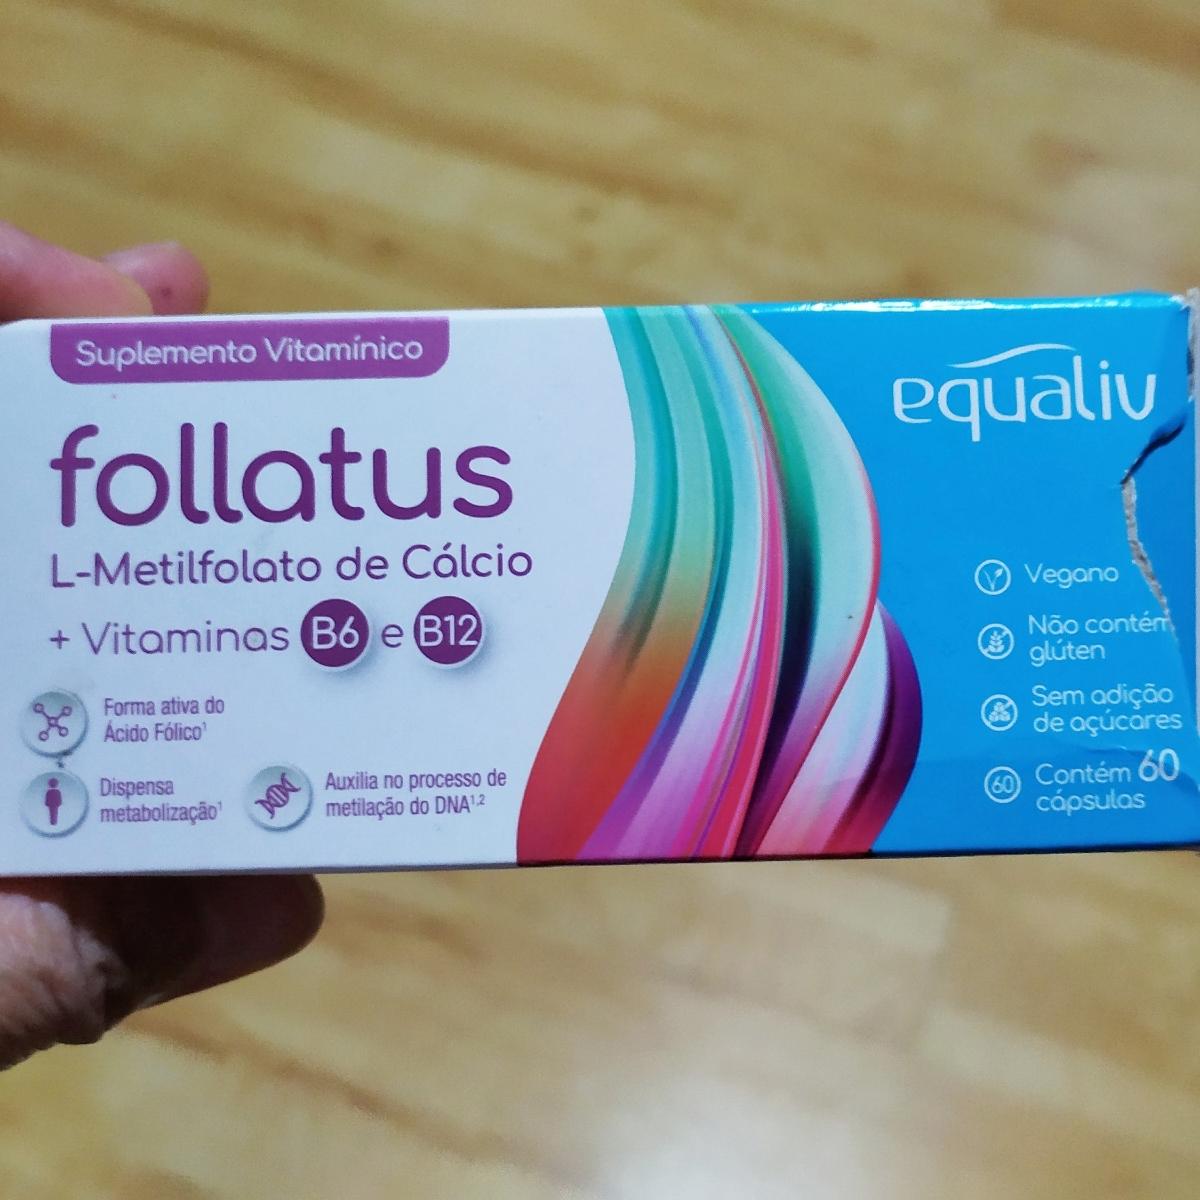 Suplemento Vitamínico
follatus
L-Metilfolato de Cálcio
+ Vitaminas B6 e B12
Forma ativa do
Ácido Fólico¹
Dispensa
metabolização¹
Auxilia no processo de
metilação do DNA¹,²
equaliv
Vegano
Não contém
glúten
Sem adição
de açúcares
60
Contém 60
cápsulas